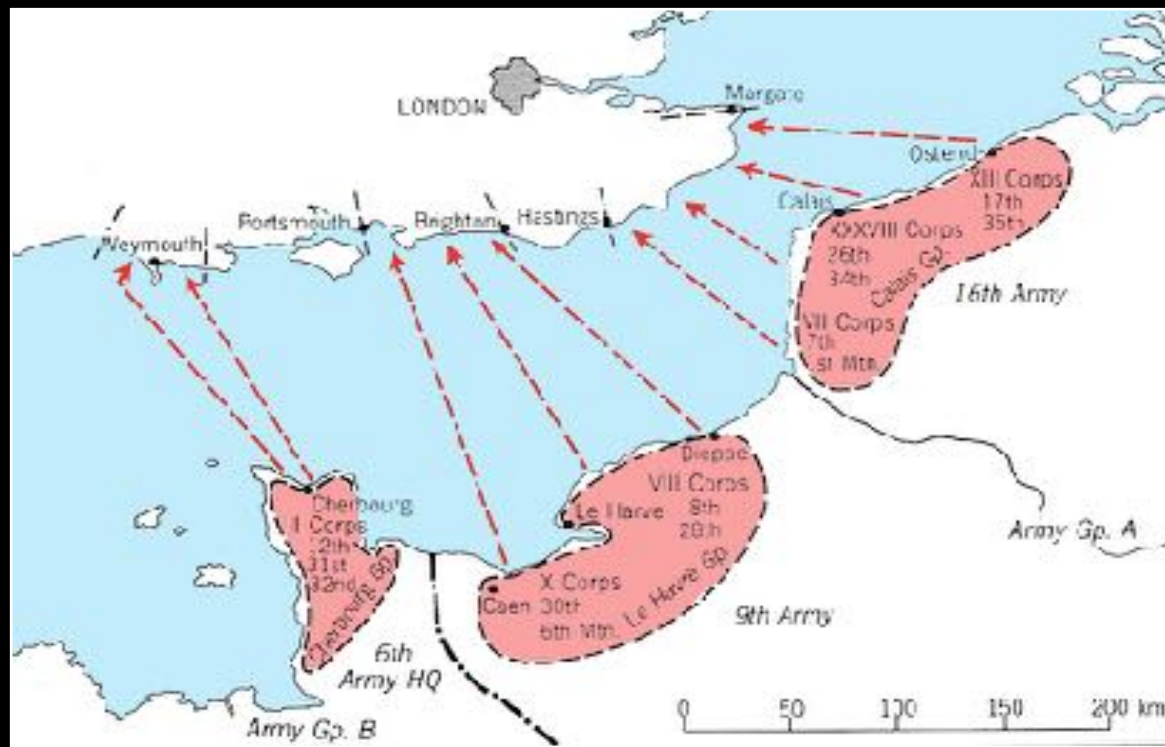 LONDON
Margate
Ostend
Portsmouth
Brighton
Hastings
Calais
Weymouth
XIII Corps
17th
35th
XXXVIII Corps
26th
34th
Calais Gp.
VII Corps
7th
1st Mtn.
16th Army
Dieppe
VIII Corps
8th
28th
Le Harve
Le Havre Gp.
X Corps
Caen
30th
6th Mtn.
9th Army
Cherbourg
II Corps
12th
31st
32nd
Cherbourg Gp.
6th
Army HQ
Army Gp. A
Army Gp. B
0 50 100 150 200 km